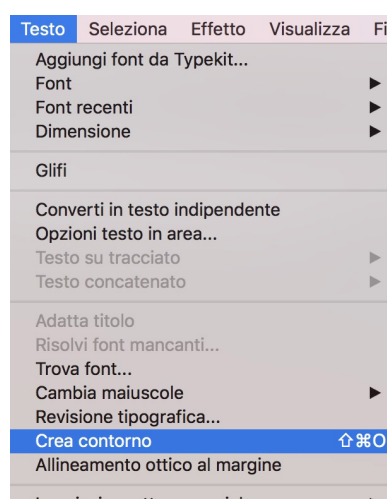 Testo Seleziona Effetto Visualizza Fi
Aggiungi font da Typekit...
Font ▶
Font recenti ▶
Dimensione ▶
Glifi
Converti in testo indipendente
Opzioni testo in area...
Testo su tracciato ▶
Testo concatenato ▶
Adatta titolo
Risolvi font mancanti...
Trova font...
Cambia maiuscole ▶
Revisione tipografica...
Crea contorno ⇧⌘O
Allineamento ottico al margine